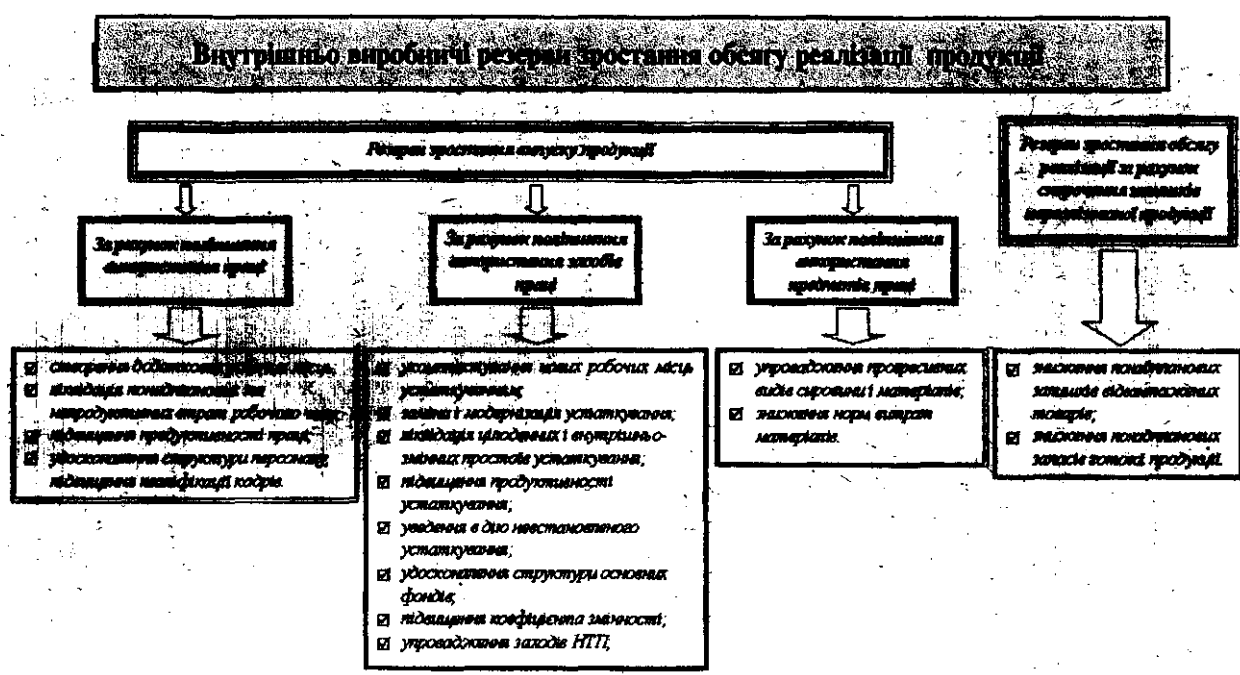 Внутрішньо виробничі резерви зростання обсягу реалізації продукції
Резерви зростання випуску продукції
Резерви зростання обсягу
реалізації за рахунок
скорочення залишків
нереалізованої продукції
За рахунок поліпшення
використання праці
За рахунок поліпшення
використання засобів
праці
За рахунок поліпшення
використання
предметів праці
☑ створення додаткових робочих місць;
☑ ліквідація понадпланових та
непродуктивних втрат робочого часу;
☑ підвищення продуктивності праці;
☑ удосконалення структури персоналу,
підвищення кваліфікації кадрів.
☑ укомплектування нових робочих місць
устаткуванням;
☑ заміна і модернізація устаткування;
☑ ліквідація цілоденних і внутрішньо-
змінних простоїв устаткування;
☑ підвищення продуктивності
устаткування;
☑ уведення в дію невстановленого
устаткування;
☑ удосконалення структури основних
фондів;
☑ підвищення коефіцієнта змінності;
☑ упровадження заходів НТП;
☑ упровадження прогресивних
видів сировини і матеріалів;
☑ зниження норм витрат
матеріалів.
☑ зниження понадпланових
залишків відвантажених
товарів;
☑ зниження понадпланових
запасів готової продукції.